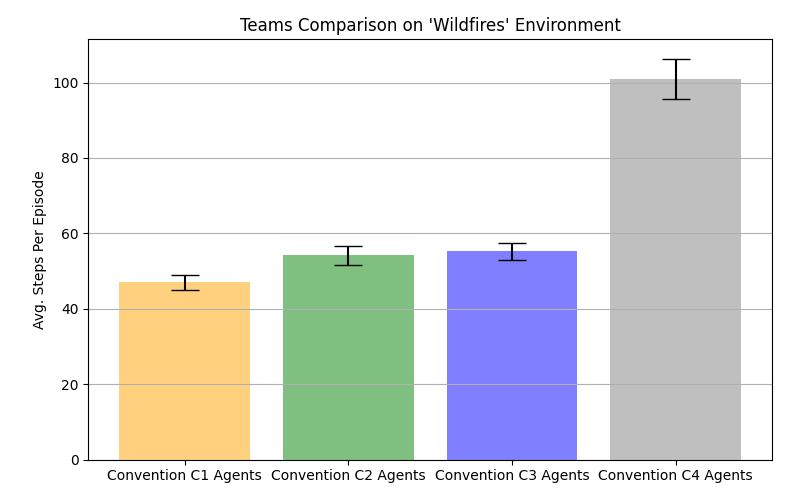 Teams Comparison on 'Wildfires' Environment
Avg. Steps Per Episode
100
80
60
40
20
0
Convention C1 Agents
Convention C2 Agents
Convention C3 Agents
Convention C4 Agents